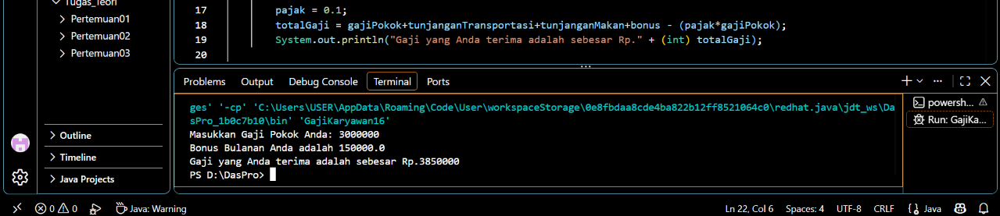 Tugas_Teori
Pertemuan01
Pertemuan02
Pertemuan03
17 pajak = 0.1;
18 totalGaji = gajiPokok+tunjanganTransportasi+tunjanganMakan+bonus - (pajak*gajiPokok);
19 System.out.println("Gaji yang Anda terima adalah sebesar Rp." + (int) totalGaji);
20
Problems Output Debug Console Terminal Ports
ges' '-cp' 'C:\Users\USER\AppData\Roaming\Code\User\workspaceStorage\0e8fbdaa8cde4ba822b12ff8521064c0\redhat.java\jdt_ws\Da
sPro_1b0c7b10\bin' 'GajiKaryawan16'
Masukkan Gaji Pokok Anda: 3000000
Bonus Bulanan Anda adalah 150000.0
Gaji yang Anda terima adalah sebesar Rp.3850000
PS D:\DasPro>
powersh...
Run: GajiKa...
Outline
Timeline
Java Projects
0 0 Java: Warning Ln 22, Col 6 Spaces: 4 UTF-8 CRLF {} Java